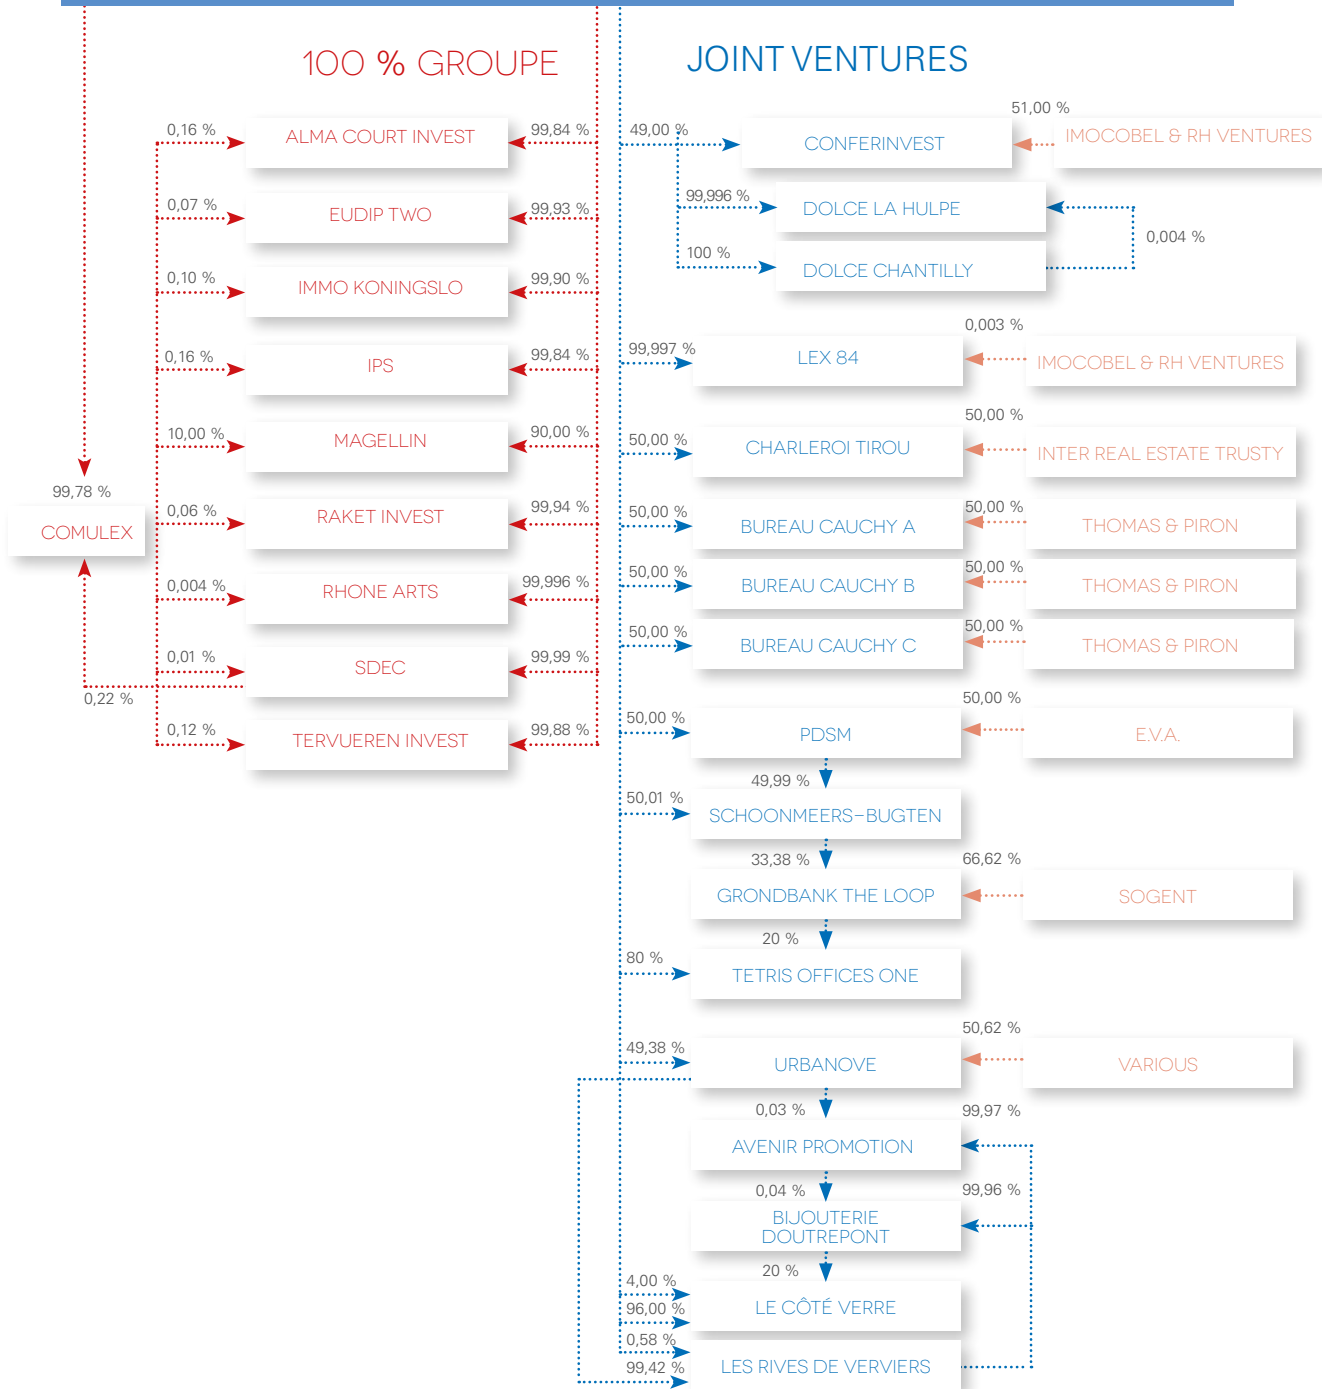 100 % GROUPE
0,16 %
ALMA COURT INVEST
99,84 %
0,07 %
EUDIP TWO
99,93 %
0,10 %
IMMO KONINGSLO
99,90 %
0,16 %
IPS
99,84 %
10,00 %
MAGELLIN
90,00 %
99,78 %
COMULEX
0,06 %
RAKET INVEST
99,94 %
0,004 %
RHONE ARTS
99,996 %
0,01 %
SDEC
99,99 %
0,22 %
0,12 %
TERVUEREN INVEST
99,88 %
JOINT VENTURES
49,00 %
CONFERINVEST
51,00 %
IMOCOBEL & RH VENTURES
99,996 %
DOLCE LA HULPE
0,004 %
100 %
DOLCE CHANTILLY
99,997 %
LEX 84
0,003 %
IMOCOBEL & RH VENTURES
50,00 %
CHARLEROI TIROU
50,00 %
INTER REAL ESTATE TRUSTY
50,00 %
BUREAU CAUCHY A
50,00 %
THOMAS & PIRON
50,00 %
BUREAU CAUCHY B
50,00 %
THOMAS & PIRON
50,00 %
BUREAU CAUCHY C
50,00 %
THOMAS & PIRON
50,00 %
PDSM
50,00 %
E.V.A.
49,99 %
50,01 %
SCHOONMEERS-BUGTEN
33,38 %
GRONDBANK THE LOOP
66,62 %
SOGENT
20 %
80 %
TETRIS OFFICES ONE
49,38 %
URBANOVE
50,62 %
VARIOUS
0,03 %
AVENIR PROMOTION
99,97 %
0,04 %
BIJOUTERIE
DOUTREPONT
99,96 %
20 %
4,00 %
96,00 %
LE CÔTÉ VERRE
0,58 %
99,42 %
LES RIVES DE VERVIERS